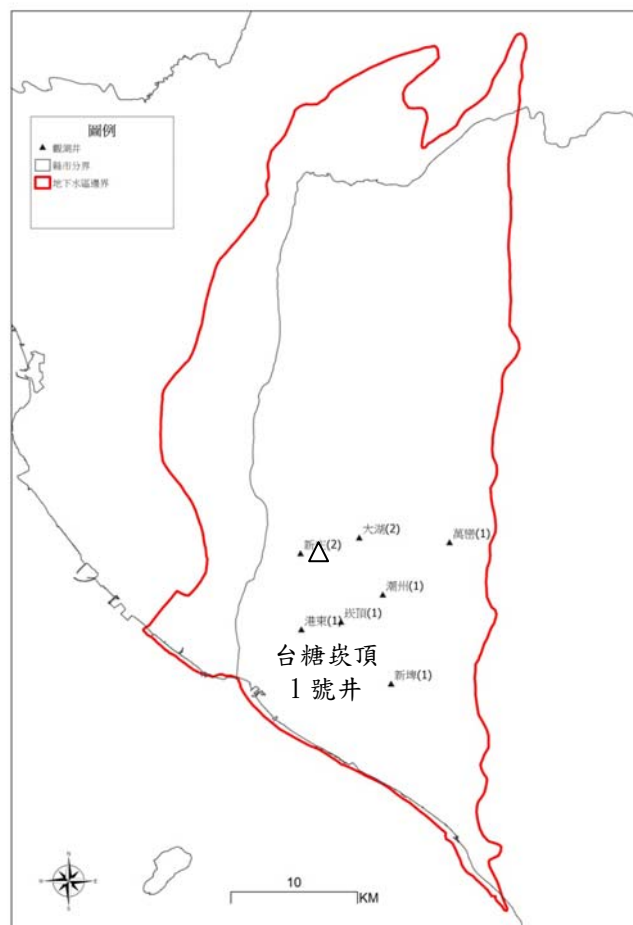 圖例
觀測井
縣市分界
地下水區邊界
大湖(2)
(2)
萬巒(1)
潮州(1)
崁頂(1)
港東(1)
台糖崁頂
1 號井
新埤(1)
10
KM